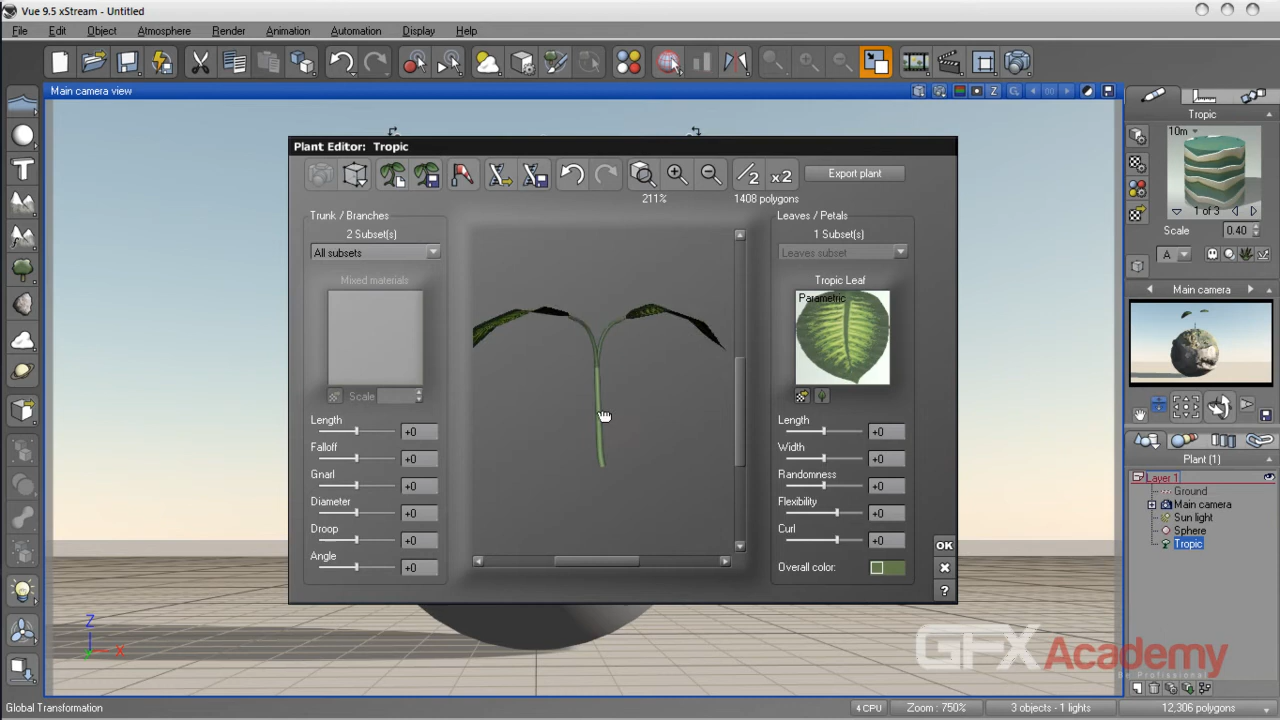 Vue 9.5 xStream - Untitled
File Edit Object Atmosphere Render Animation Automation Display Help
Main camera view
Tropic
10m
1 of 3
Scale 0.40
A
Main camera
Plant Editor: Tropic
Export plant
211%
1408 polygons
Trunk / Branches
2 Subset(s)
All subsets
Mixed materials
Scale
Length +0
Falloff +0
Gnarl +0
Diameter +0
Droop +0
Angle +0
Leaves / Petals
1 Subset(s)
Leaves subset
Tropic Leaf
Parametric
Length +0
Width +0
Randomness +0
Flexibility +0
Curl +0
Overall color:
OK
?
Plant (1)
Layer 1
Ground
Main camera
Sun light
Sphere
Tropic
Z
X
GFXAcademy
Be Professional
Global Transformation
4 CPU
Zoom : 750%
3 objects - 1 lights
12,306 polygons